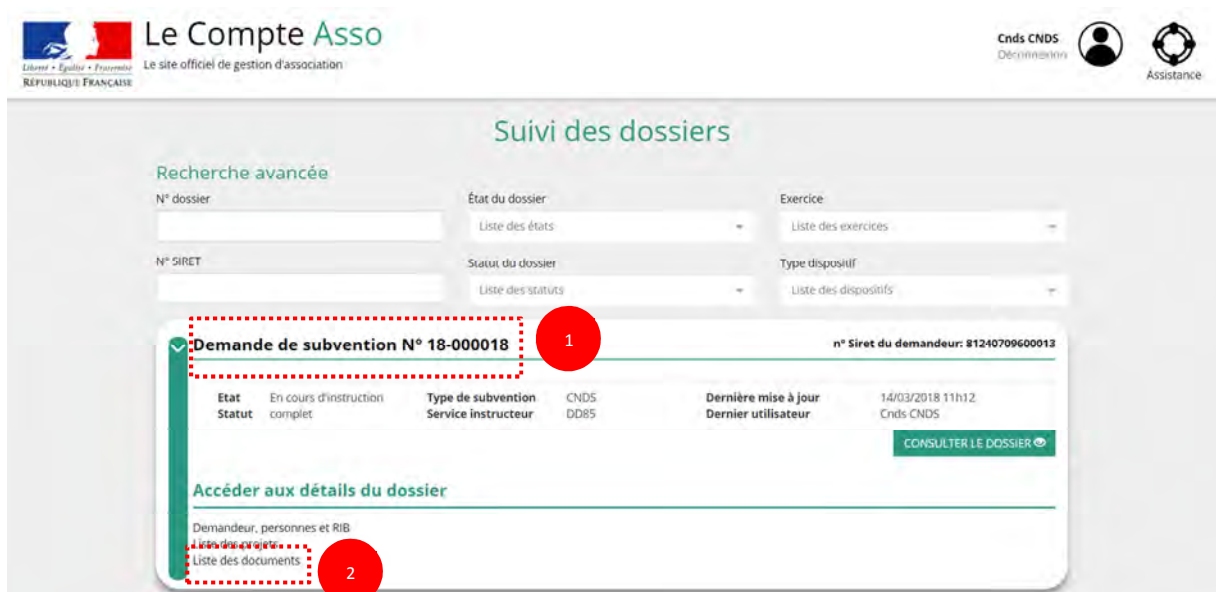 Le Compte Asso
Le site officiel de gestion d'association
Liberté • Égalité • Fraternité
RÉPUBLIQUE FRANÇAISE
Cnds CNDS
Déconnexion
Assistance
Suivi des dossiers
Recherche avancée
N° dossier
État du dossier
Exercice
Liste des états
Liste des exercices
N° SIRET
Statut du dossier
Type dispositif
Liste des statuts
Liste des dispositifs
Demande de subvention N° 18-000018
1
n° Siret du demandeur: 81240709600013
Etat En cours d'instruction Type de subvention CNDS Dernière mise à jour 14/03/2018 11h12
Statut complet Service instructeur DD85 Dernier utilisateur Cnds CNDS
CONSULTER LE DOSSIER
Accéder aux détails du dossier
Demandeur, personnes et RIB
Liste des projets
Liste des documents
2